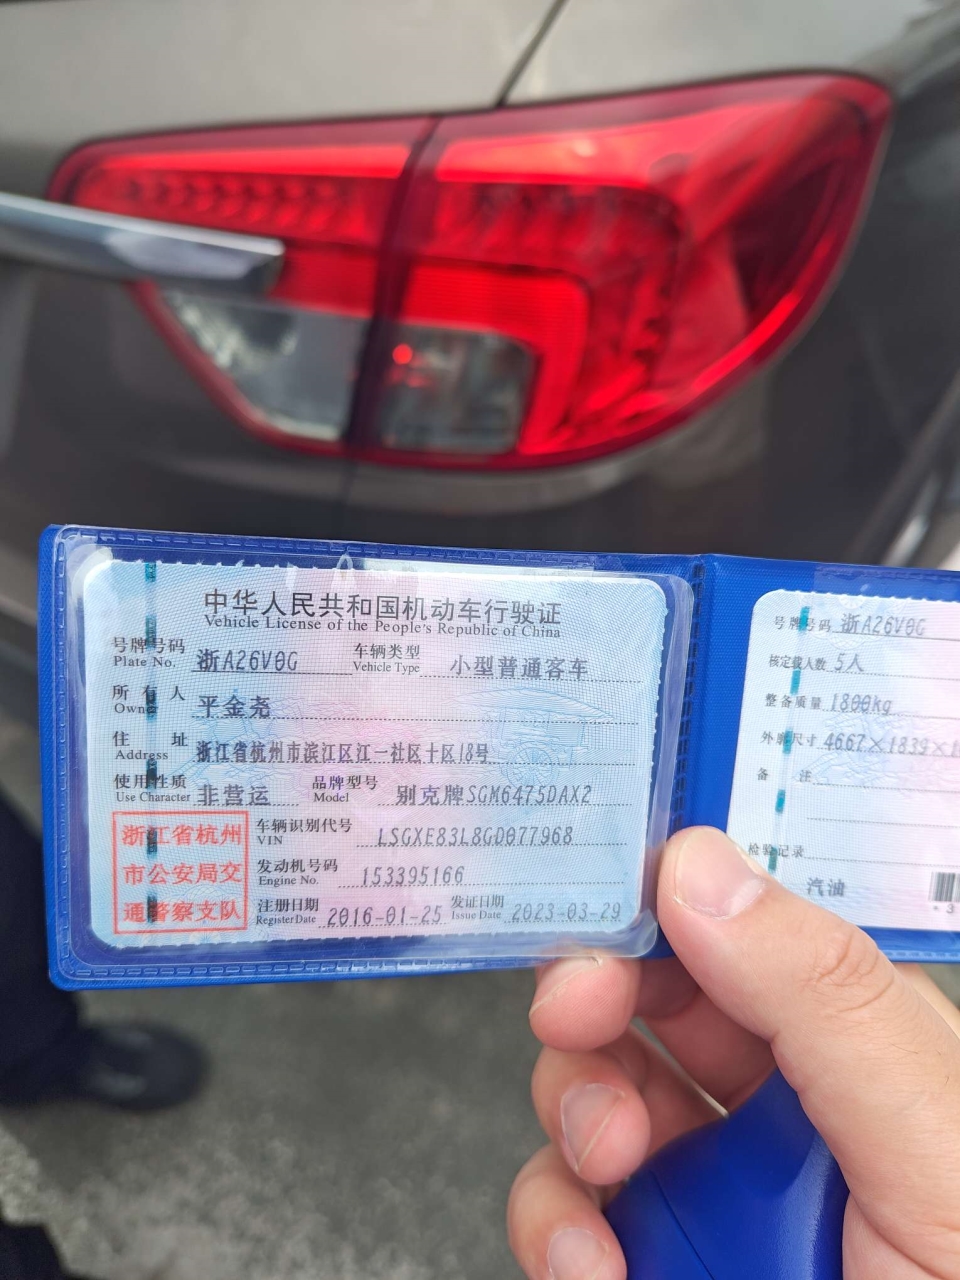 中华人民共和国机动车行驶证
Vehicle License of the People's Republic of China
号牌号码 浙A26V0G 车辆类型 小型普通客车
Plate No. Vehicle Type
所有人 平金尧
Owner
住址 浙江省杭州市滨江区江一社区十区18号
Address
使用性质 非营运 品牌型号 别克牌SGM6475DAX2
Use Character Model
浙江省杭州
市公安局交
通警察支队
车辆识别代号 LSGXE83L8GD077968
VIN
发动机号码 153395166
Engine No.
注册日期 2016-01-25 发证日期 2023-03-29
Register Date Issue Date
号牌号码 浙A26V0G
核定载人数 5人
整备质量 1800kg
外廓尺寸 4667×1839×1
备注
检验记录
汽油